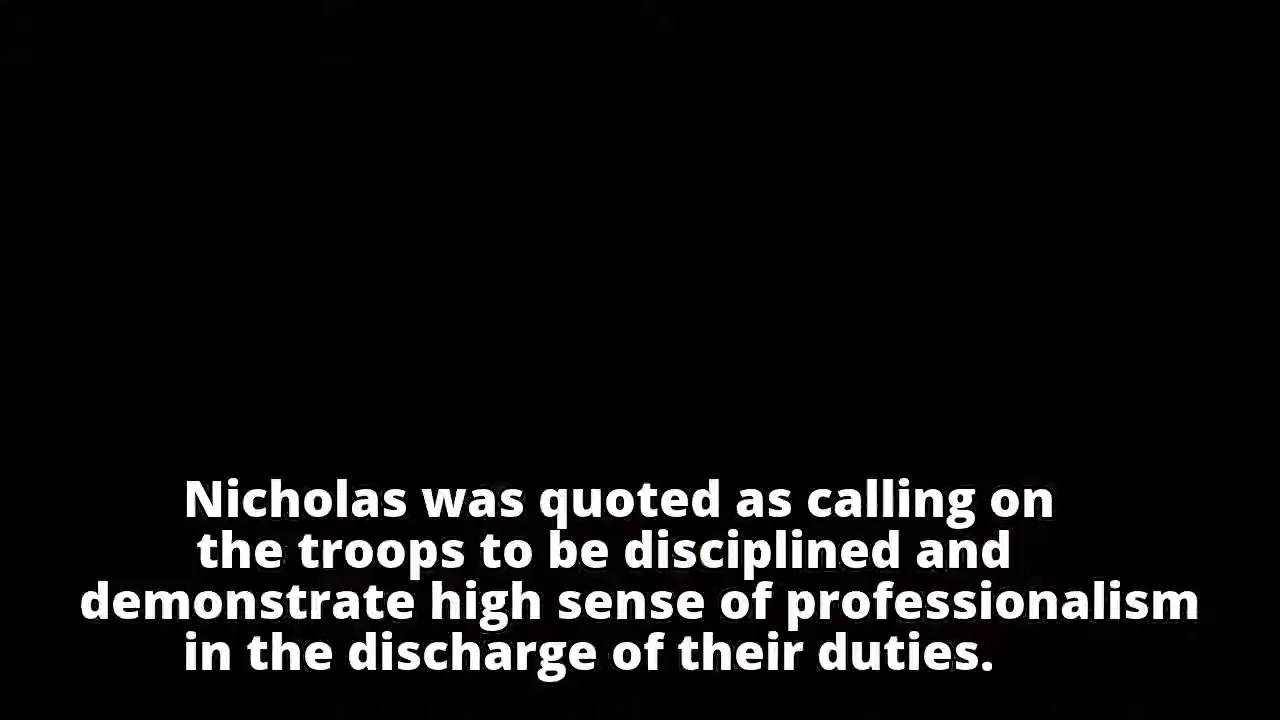 Nicholas was quoted as calling on
the troops to be disciplined and
demonstrate high sense of professionalism
in the discharge of their duties.